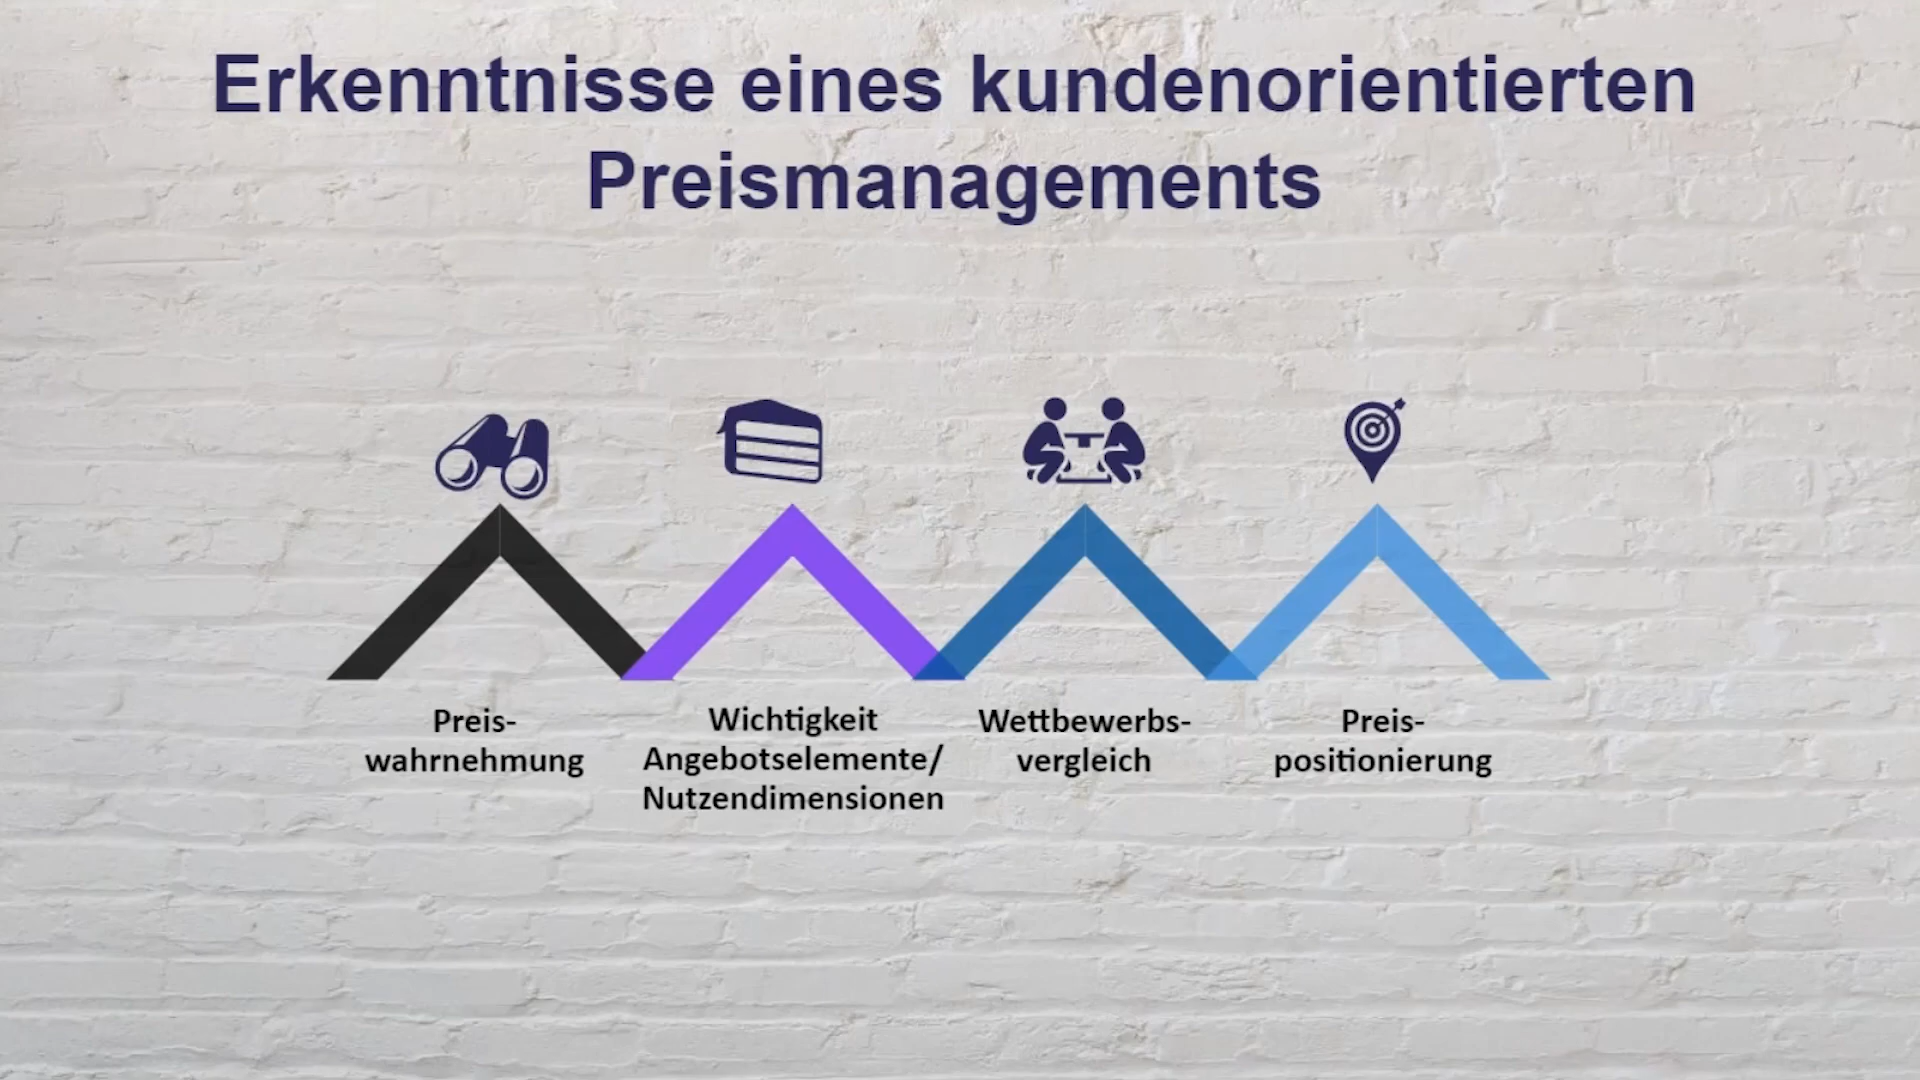 Erkenntnisse eines kundenorientierten
Preismanagements
Preis-
wahrnehmung
Wichtigkeit
Angebotselemente/
Nutzendimensionen
Wettbewerbs-
vergleich
Preis-
positionierung